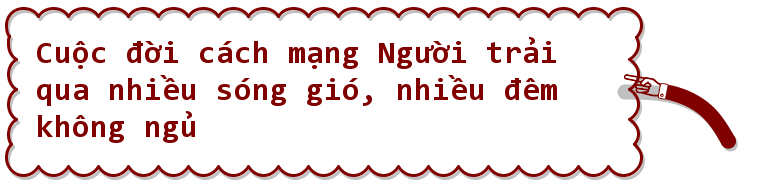 Cuộc đời cách mạng Người trải
qua nhiều sóng gió, nhiều đêm
không ngủ